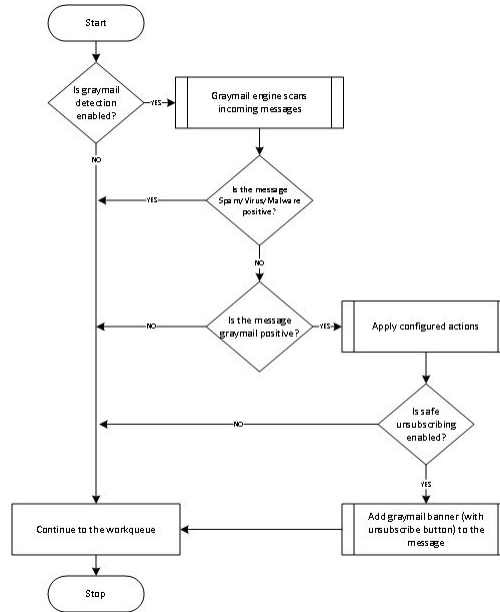 Start
Is graymail
detection
enabled?
YES
Graymail engine scans
incoming messages
NO
Is the message
Spam/Virus/Malware
positive?
YES
NO
Is the message
graymail positive?
NO
YES
Apply configured actions
Is safe
unsubscribing
enabled?
NO
YES
Continue to the workqueue
Add graymail banner (with
unsubscribe button) to the
message
Stop